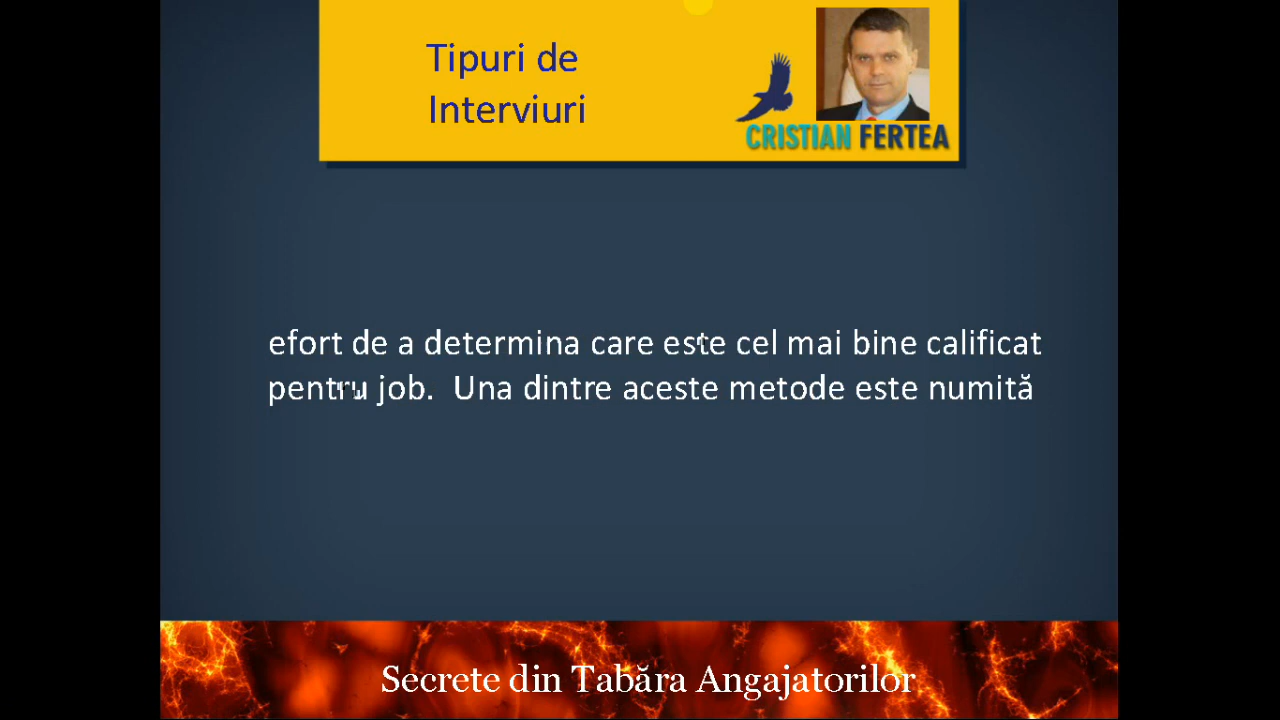 Tipuri de
Interviuri
CRISTIAN FERTEA
efort de a determina care este cel mai bine calificat
pentru job. Una dintre aceste metode este numită
Secrete din Tabăra Angajatorilor